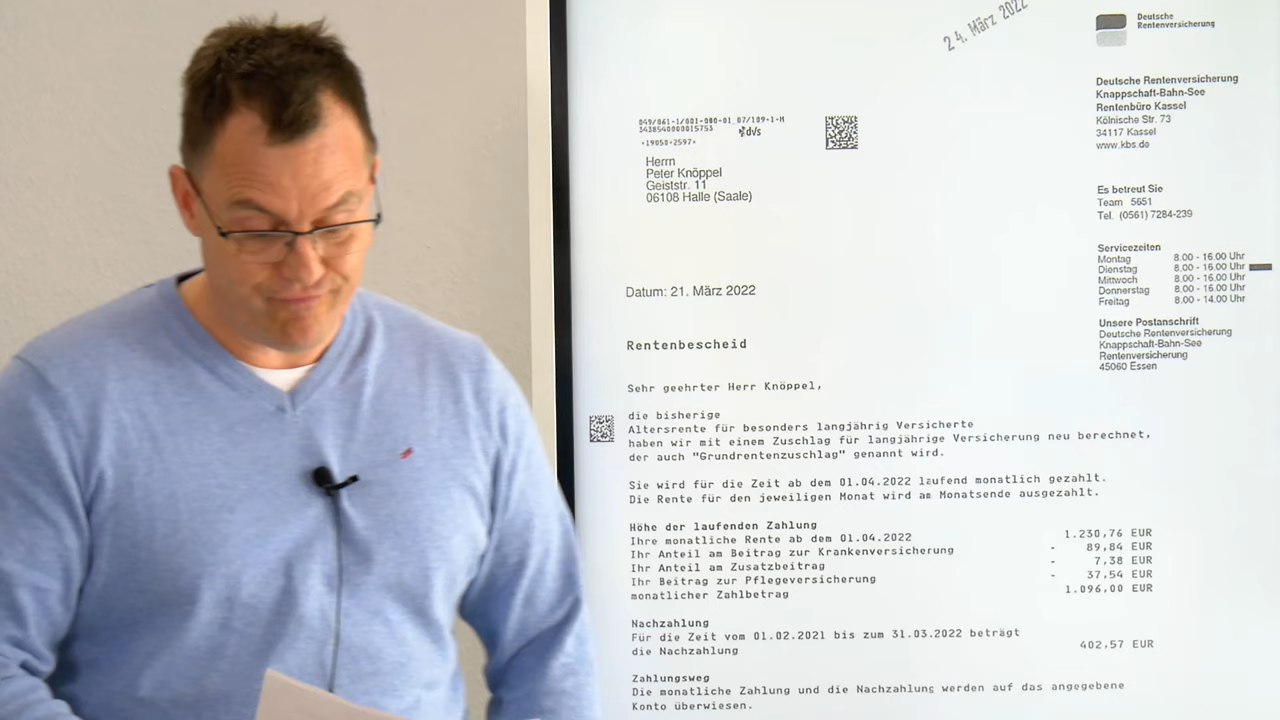 24. März 2022
Deutsche
Rentenversicherung
Deutsche Rentenversicherung
Knappschaft-Bahn-See
Rentenbüro Kassel
Kölnische Str. 73
34117 Kassel
www.kbs.de
049/061-1/001-000-01_07/109-1-M
3438540000015753
dvs
*19050*2597*
Herrn
Peter Knöppel
Geiststr. 11
06108 Halle (Saale)
Es betreut Sie
Team 5651
Tel. (0561) 7284-239
Servicezeiten
Montag 8.00 - 16.00 Uhr
Dienstag 8.00 - 16.00 Uhr
Mittwoch 8.00 - 16.00 Uhr
Donnerstag 8.00 - 16.00 Uhr
Freitag 8.00 - 14.00 Uhr
Unsere Postanschrift
Deutsche Rentenversicherung
Knappschaft-Bahn-See
Rentenversicherung
45060 Essen
Datum: 21. März 2022
Rentenbescheid
Sehr geehrter Herr Knöppel,
die bisherige
Altersrente für besonders langjährig Versicherte
haben wir mit einem Zuschlag für langjährige Versicherung neu berechnet,
der auch "Grundrentenzuschlag" genannt wird.
Sie wird für die Zeit ab dem 01.04.2022 laufend monatlich gezahlt.
Die Rente für den jeweiligen Monat wird am Monatsende ausgezahlt.
Höhe der laufenden Zahlung
Ihre monatliche Rente ab dem 01.04.2022 1.230,76 EUR
Ihr Anteil am Beitrag zur Krankenversicherung - 89,84 EUR
Ihr Anteil am Zusatzbeitrag - 7,38 EUR
Ihr Beitrag zur Pflegeversicherung - 37,54 EUR
monatlicher Zahlbetrag 1.096,00 EUR
Nachzahlung
Für die Zeit vom 01.02.2021 bis zum 31.03.2022 beträgt
die Nachzahlung 402,57 EUR
Zahlungsweg
Die monatliche Zahlung und die Nachzahlung werden auf das angegebene
Konto überwiesen.